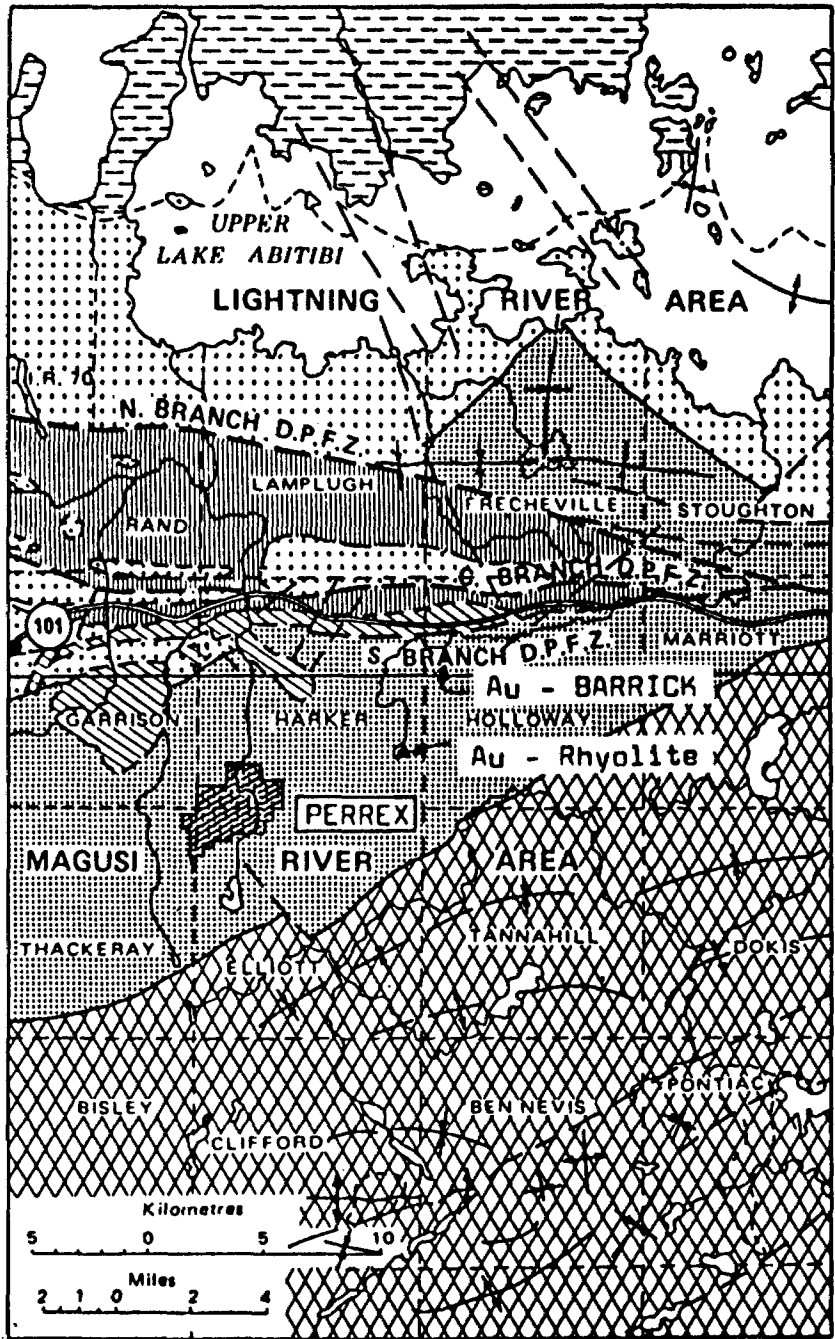 UPPER
LAKE ABITIBI
LIGHTNING RIVER AREA
I.R. 70
N. BRANCH D.P.F.Z.
LAMPLUGH
FRECHEVILLE
STOUGHTON
RAND
C. BRANCH D.P.F.Z.
101
MARRIOTT
S. BRANCH D.P.F.Z.
Au - BARRICK
GARRISON
HARKER
HOLLOWAY
Au - Rhyolite
PERREX
MAGUSI RIVER AREA
THACKERAY
TANNAHILL
DOKIS
ELLIOTT
PONTIAC
BISLEY
BEN NEVIS
CLIFFORD
Kilometres
5 0 5 10
Miles
2 1 0 2 4